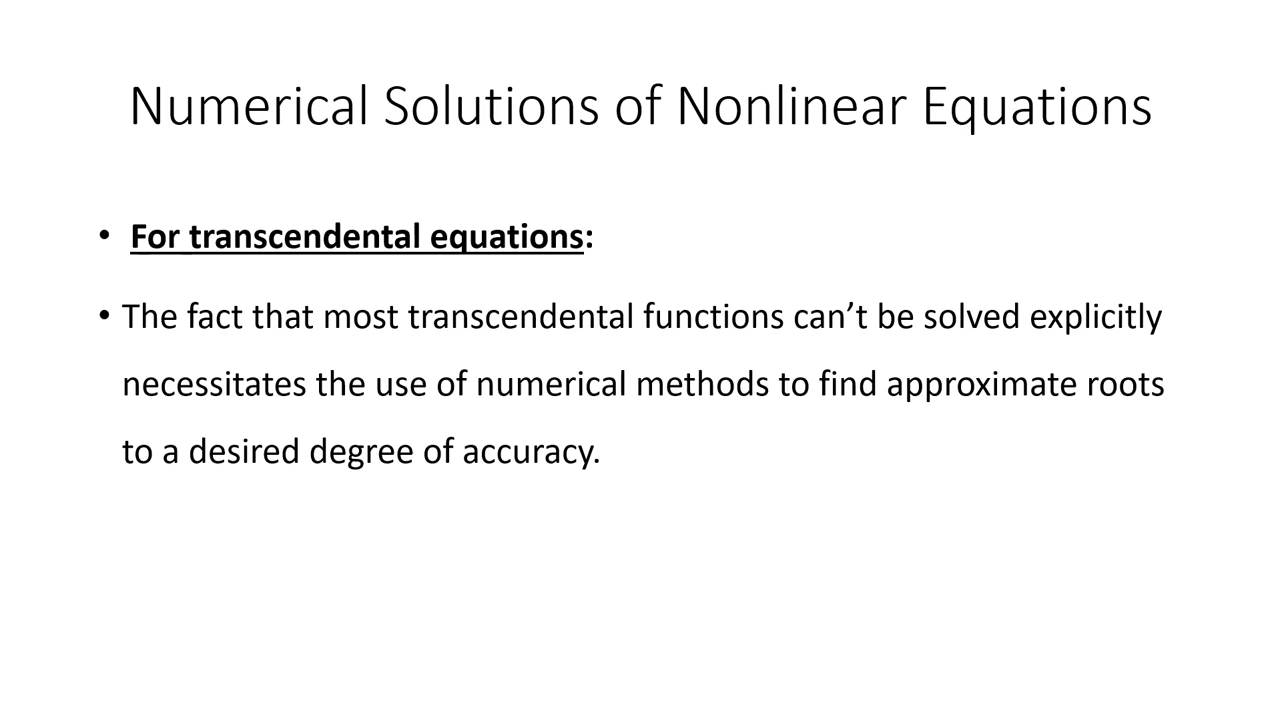 Numerical Solutions of Nonlinear Equations
• For transcendental equations:
• The fact that most transcendental functions can’t be solved explicitly
necessitates the use of numerical methods to find approximate roots
to a desired degree of accuracy.